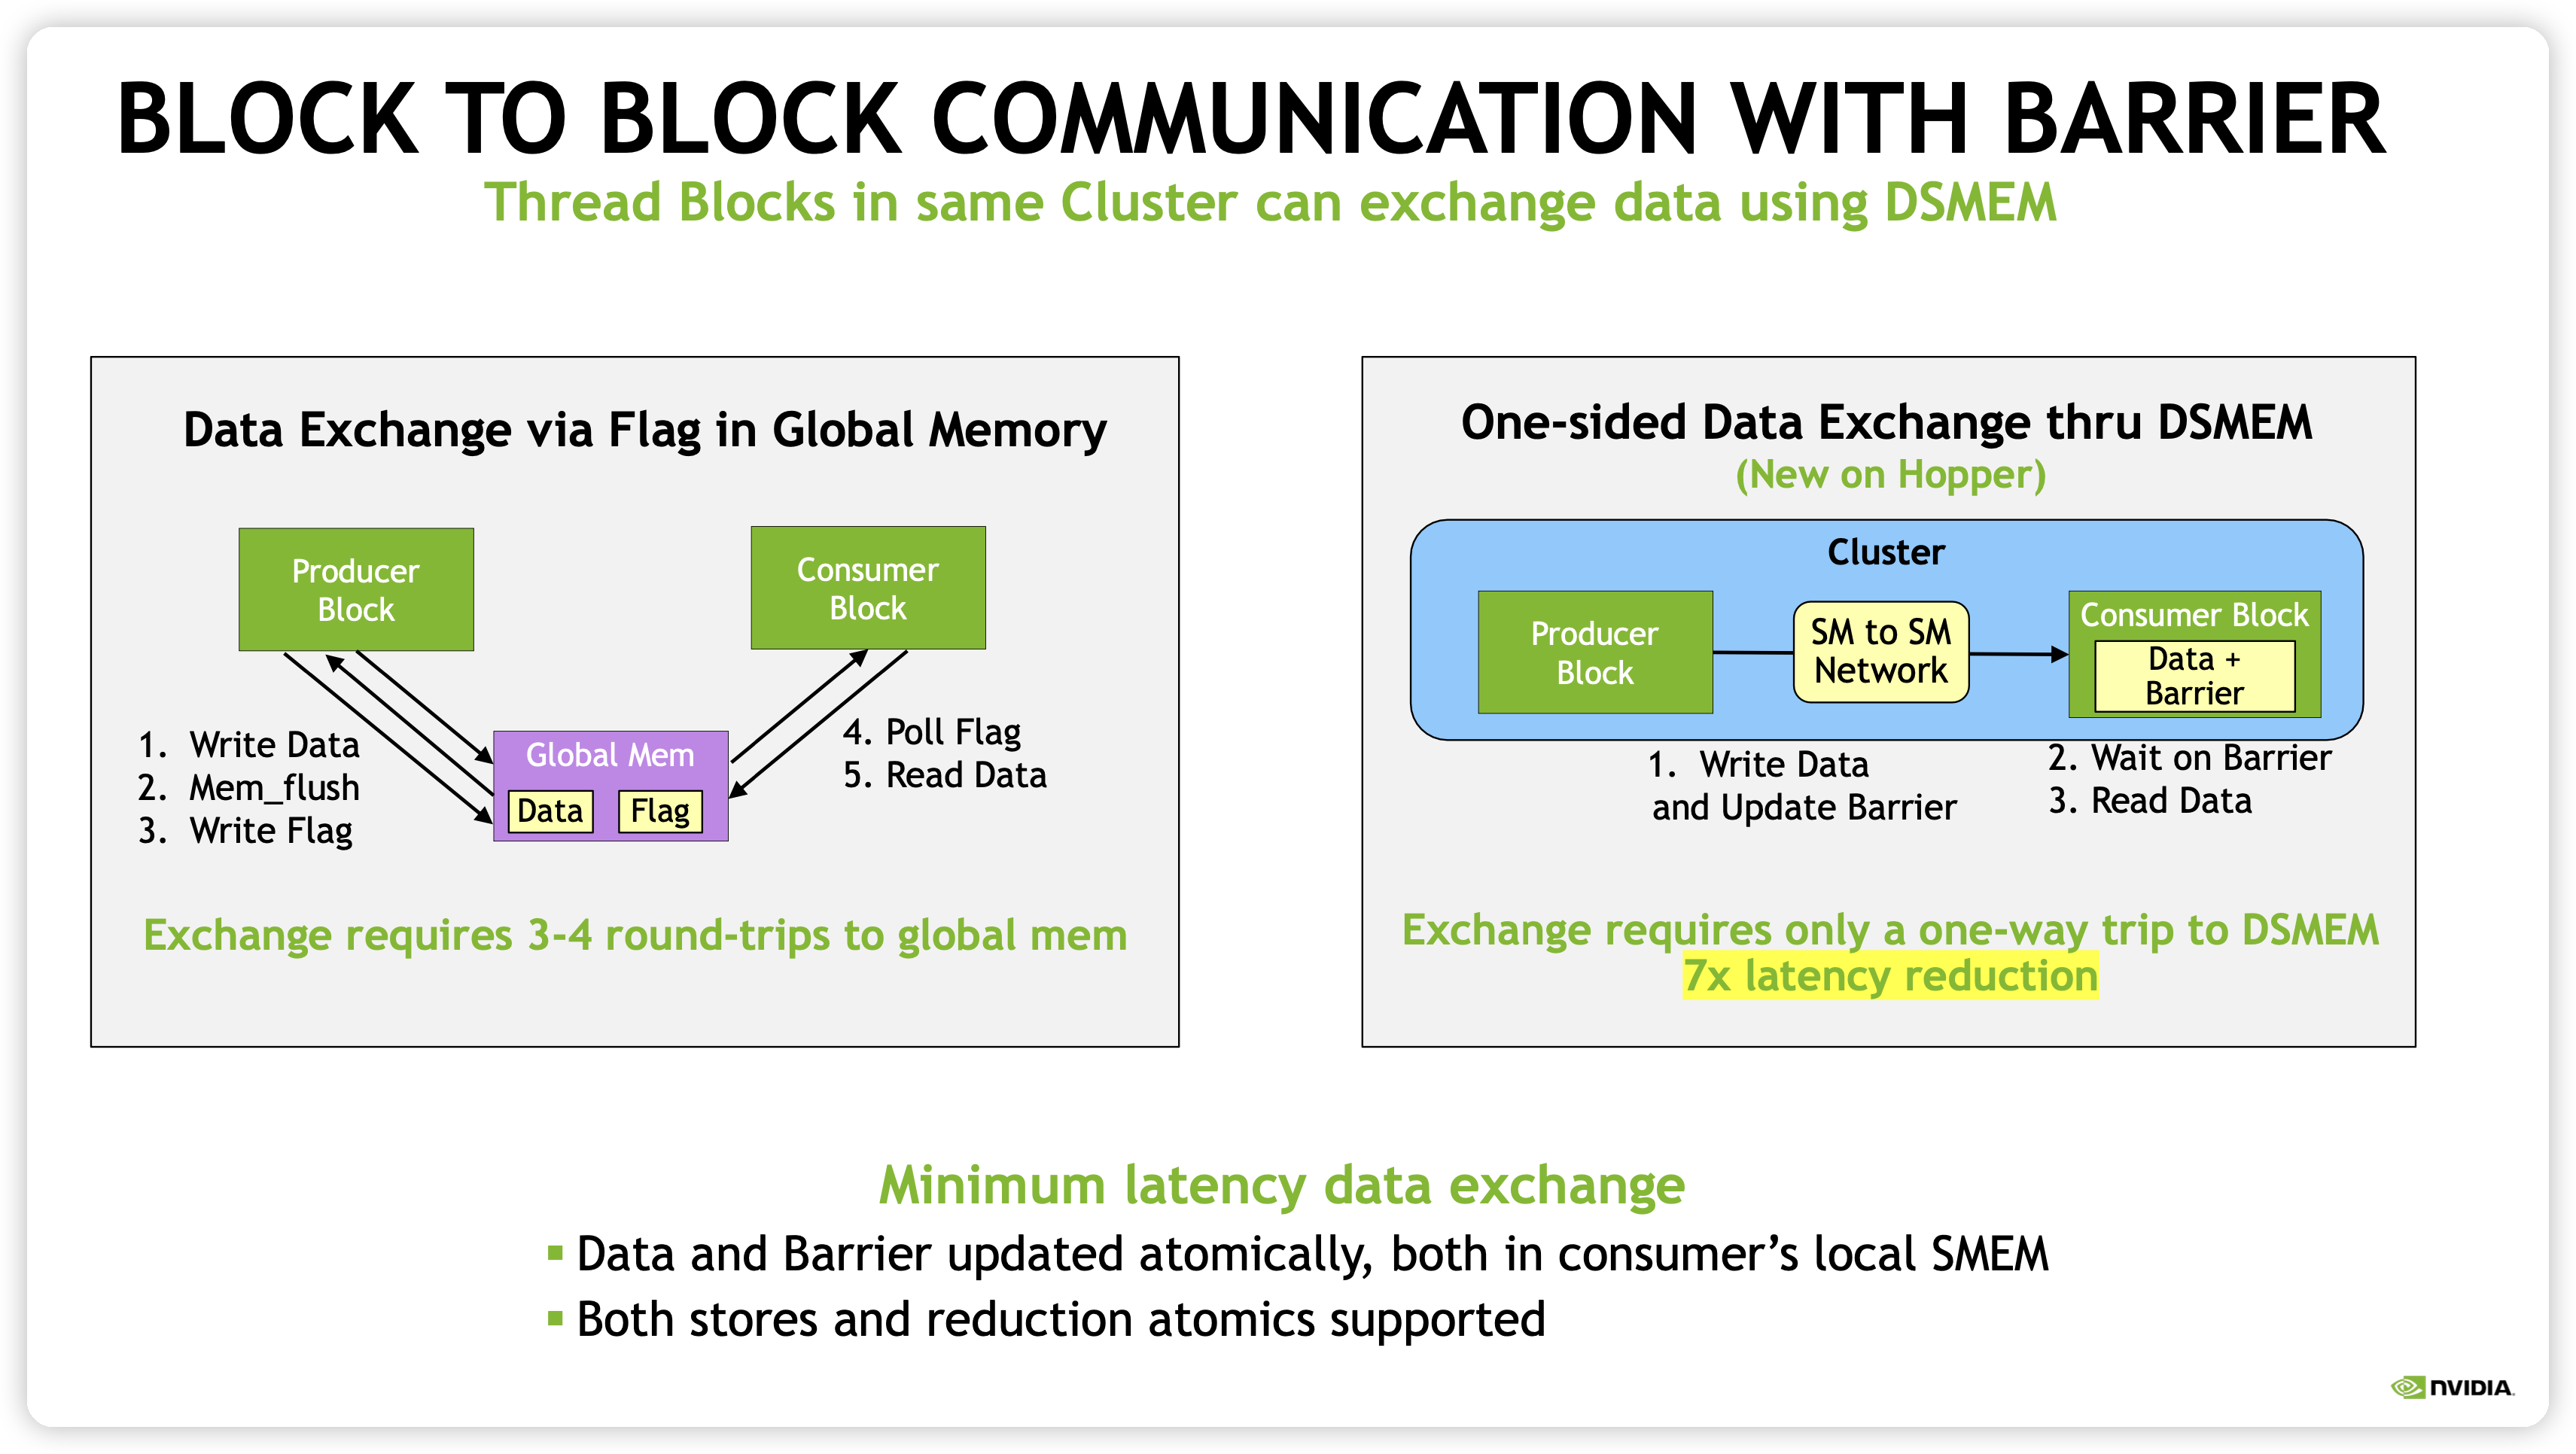 BLOCK TO BLOCK COMMUNICATION WITH BARRIER
Thread Blocks in same Cluster can exchange data using DSMEM
Data Exchange via Flag in Global Memory
Producer
Block
Consumer
Block
1. Write Data
2. Mem_flush
3. Write Flag
Global Mem
Data
Flag
4. Poll Flag
5. Read Data
Exchange requires 3-4 round-trips to global mem
One-sided Data Exchange thru DSMEM
(New on Hopper)
Cluster
Producer
Block
SM to SM
Network
Consumer Block
Data +
Barrier
1. Write Data
and Update Barrier
2. Wait on Barrier
3. Read Data
Exchange requires only a one-way trip to DSMEM
7x latency reduction
Minimum latency data exchange
▪ Data and Barrier updated atomically, both in consumer’s local SMEM
▪ Both stores and reduction atomics supported
NVIDIA.